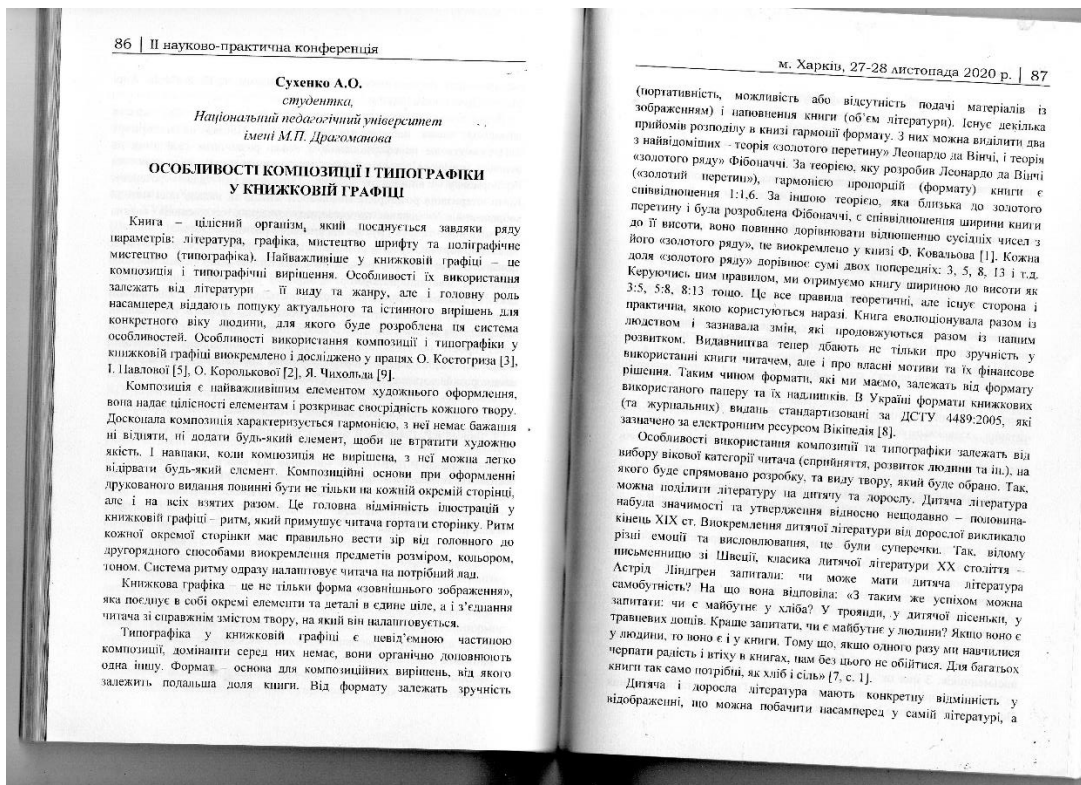 86 | ІІ науково-практична конференція
Сухенко А.О.
студентка,
Національний педагогічний університет
імені М.П. Драгоманова
ОСОБЛИВОСТІ КОМПОЗИЦІЇ І ТИПОГРАФІКИ
У КНИЖКОВІЙ ГРАФІЦІ
Книга – цілісний організм, який поєднується завдяки ряду
параметрів: література, графіка, мистецтво шрифту та поліграфічне
мистецтво (типографіка). Найважливіше у книжковій графіці – це
композиція і типографічні вирішення. Особливості їх використання
залежать від літератури – її виду та жанру, але і головну роль
насамперед віддають пошуку актуального та істинного вирішень для
конкретного віку людини, для якого буде розроблена ця система
особливостей. Особливості використання композиції і типографіки у
книжковій графіці виокремлено і досліджено у працях О. Костогриза [3],
І. Павлової [5], О. Королькової [2], Я. Чихольда [9].
Композиція є найважливішим елементом художнього оформлення,
вона надає цілісності елементам і розкриває своєрідність кожного твору.
Досконала композиція характеризується гармонією, з неї немає бажання
ні відняти, ні додати будь-який елемент, щоби не втратити художню
якість. І навпаки, коли композиція не вирішена, з неї можна легко
відірвати будь-який елемент. Композиційні основи при оформленні
друкованого видання повинні бути не тільки на кожній окремій сторінці,
але і на всіх взятих разом. Це головна відмінність ілюстрацій у
книжковій графіці – ритм, який примушує читача гортати сторінку. Ритм
кожної окремої сторінки має правильно вести зір від головного до
другорядного способами виокремлення предметів розміром, кольором,
тоном. Система ритму одразу налаштовує читача на потрібний лад.
Книжкова графіка – це не тільки форма «зовнішнього зображення»,
яка поєднує в собі окремі елементи та деталі в єдине ціле, а і з’єднання
читача зі справжнім змістом твору, на який він налаштовується.
Типографіка у книжковій графіці є невід’ємною частиною
композиції, домінанти серед них немає, вони органічно доповнюють
одна іншу. Формат – основа для композиційних вирішень, від якого
залежить подальша доля книги. Від формату залежать зручність
м. Харків, 27-28 листопада 2020 р. | 87
(портативність, можливість або відсутність подачі матеріалів із
зображенням) і наповнення книги (об’єм літератури). Існує декілька
прийомів розподілу в книзі гармонії формату. З них можна виділити два
з найвідоміших – теорія «золотого перетину» Леонардо да Вінчі, і теорія
«золотого ряду» Фібоначчі. За теорією, яку розробив Леонардо да Вінчі
(«золотий перетин»), гармонією пропорцій (формату) книги є
співвідношення 1:1,6. За іншою теорією, яка близька до золотого
перетину і була розроблена Фібоначчі, є співвідношення ширини книги
до її висоти, воно повинно дорівнювати відношенню сусідніх чисел з
його «золотого ряду», це виокремлено у книзі Ф. Ковальова [1]. Кожна
доля «золотого ряду» дорівнює сумі двох попередніх: 3, 5, 8, 13 і т.д.
Керуючись цим правилом, ми отримуємо книгу шириною до висоти як
3:5, 5:8, 8:13 тощо. Це все правила теоретичні, але існує сторона і
практична, якою користуються наразі. Книга еволюціонувала разом із
людством і зазнавала змін, які продовжуються разом із нашим
розвитком. Видавництва тепер дбають не тільки про зручність у
використанні книги читачем, але і про власні мотиви та їх фінансове
рішення. Таким чином формати, які ми маємо, залежать від формату
використаного паперу та їх надлишків. В Україні формати книжкових
(та журнальних) видань стандартизовані за ДСТУ 4489:2005, які
зазначено за електронним ресурсом Вікіпедія [8].
Особливості використання композиції та типографіки залежать від
вибору вікової категорії читача (сприйняття, розвиток людини та ін.), на
якого буде спрямовано розробку, та виду твору, який буде обрано. Так,
можна поділити літературу на дитячу та дорослу. Дитяча література
набула значимості та утвердження відносно нещодавно – половина-
кінець ХІХ ст. Виокремлення дитячої літератури від дорослої викликало
різні емоції та висловлювання, це були суперечки. Так, відому
письменницю зі Швеції, класика дитячої літератури ХХ століття –
Астрід Ліндгрен запитали: чи може мати дитяча література
самобутність? На що вона відповіла: «З таким же успіхом можна
запитати: чи є майбутнє у хліба? У троянди, у дитячої пісеньки, у
травневих дощів. Краще запитати, чи є майбутнє у людини? Якщо воно є
у людини, то воно є і у книги. Тому що, якщо одного разу ми навчилися
черпати радість і втіху в книгах, нам без цього не обійтися. Для багатьох
книги так само потрібні, як хліб і сіль» [7, с. 1].
Дитяча і доросла література мають конкретну відмінність у
відображенні, що можна побачити насамперед у самій літературі, а